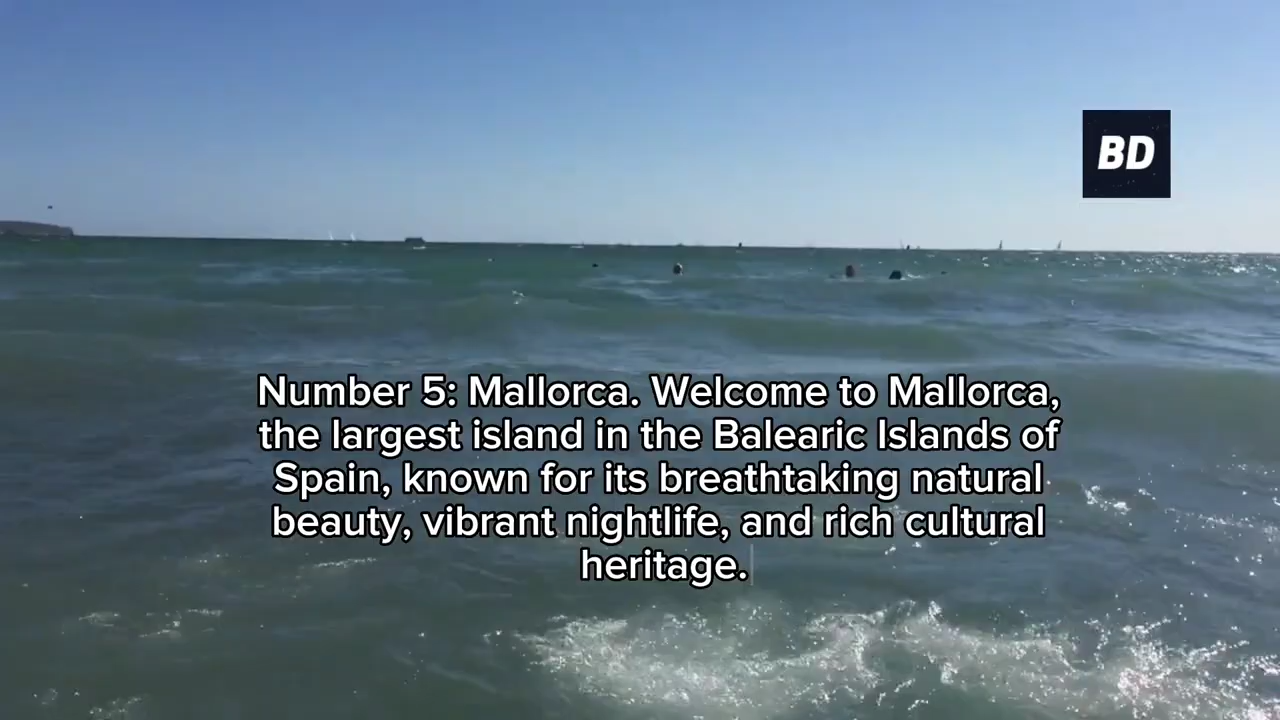 BD
Number 5: Mallorca. Welcome to Mallorca,
the largest island in the Balearic Islands of
Spain, known for its breathtaking natural
beauty, vibrant nightlife, and rich cultural
heritage.